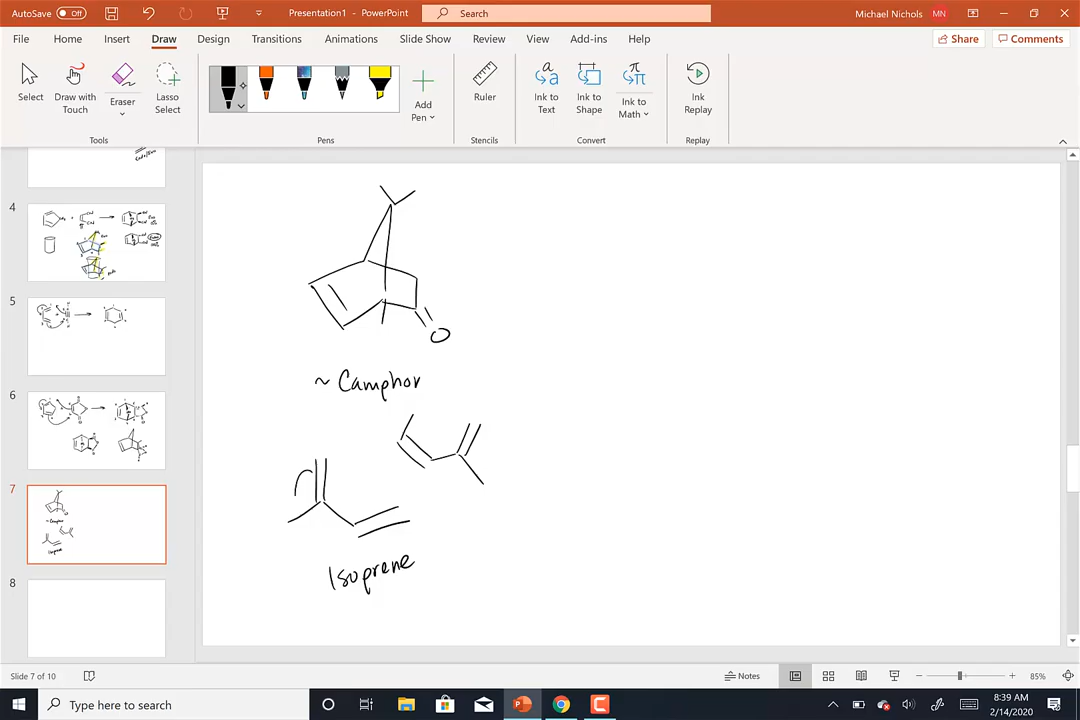 AutoSave Off
Presentation1 - PowerPoint
Search
Michael Nichols MN
File Home Insert Draw Design Transitions Animations Slide Show Review View Add-ins Help
Share Comments
Select
Draw with Touch
Eraser
Lasso Select
Tools
Add Pen
Pens
Ruler
Stencils
Ink to Text
Ink to Shape
Ink to Math
Convert
Ink Replay
Replay
4
5
6
7
8
O
~ Camphor
Isoprene
Slide 7 of 10
Notes
85%
Type here to search
8:39 AM
2/14/2020